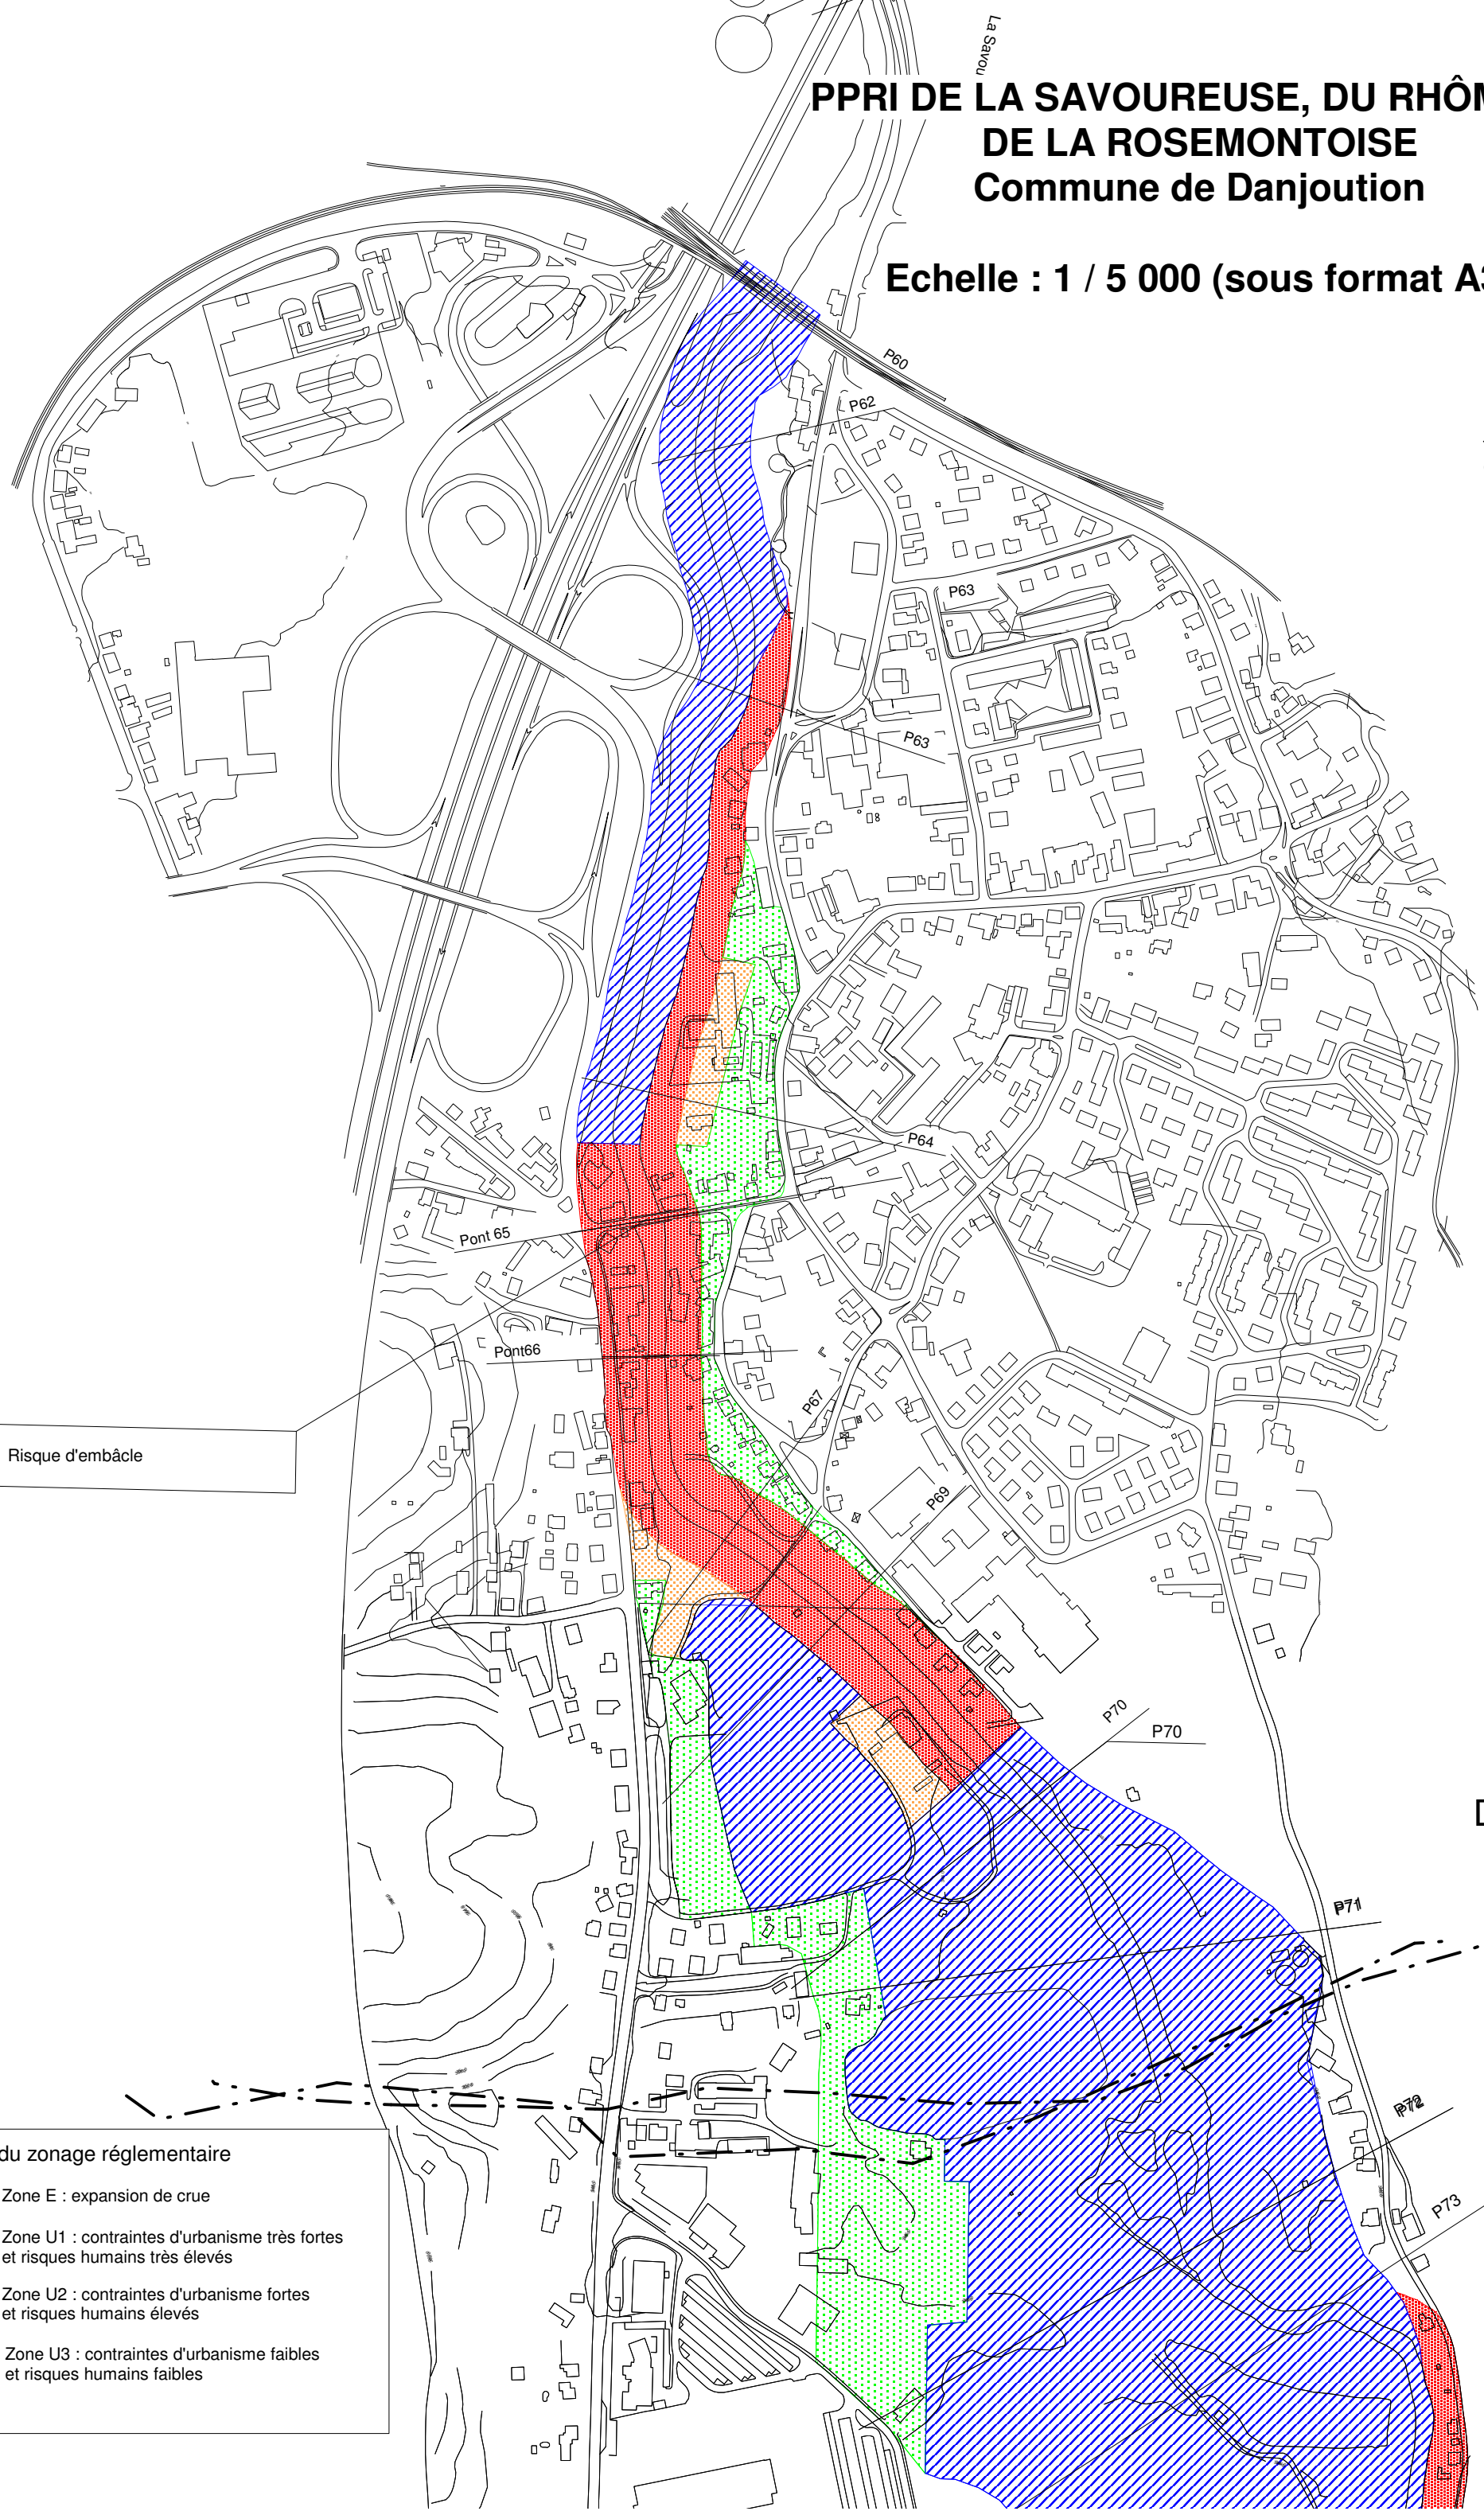 La Savou
PPRI DE LA SAVOUREUSE, DU RHÔM
DE LA ROSEMONTOISE
Commune de Danjoution
Echelle : 1 / 5 000 (sous format A3
P60
P62
P63
P63
P64
Pont 65
Pont66
P67
Risque d'embâcle
P69
P70
P70
D
P71
P72
P73
du zonage réglementaire
Zone E : expansion de crue
Zone U1 : contraintes d'urbanisme très fortes
et risques humains très élevés
Zone U2 : contraintes d'urbanisme fortes
et risques humains élevés
Zone U3 : contraintes d'urbanisme faibles
et risques humains faibles